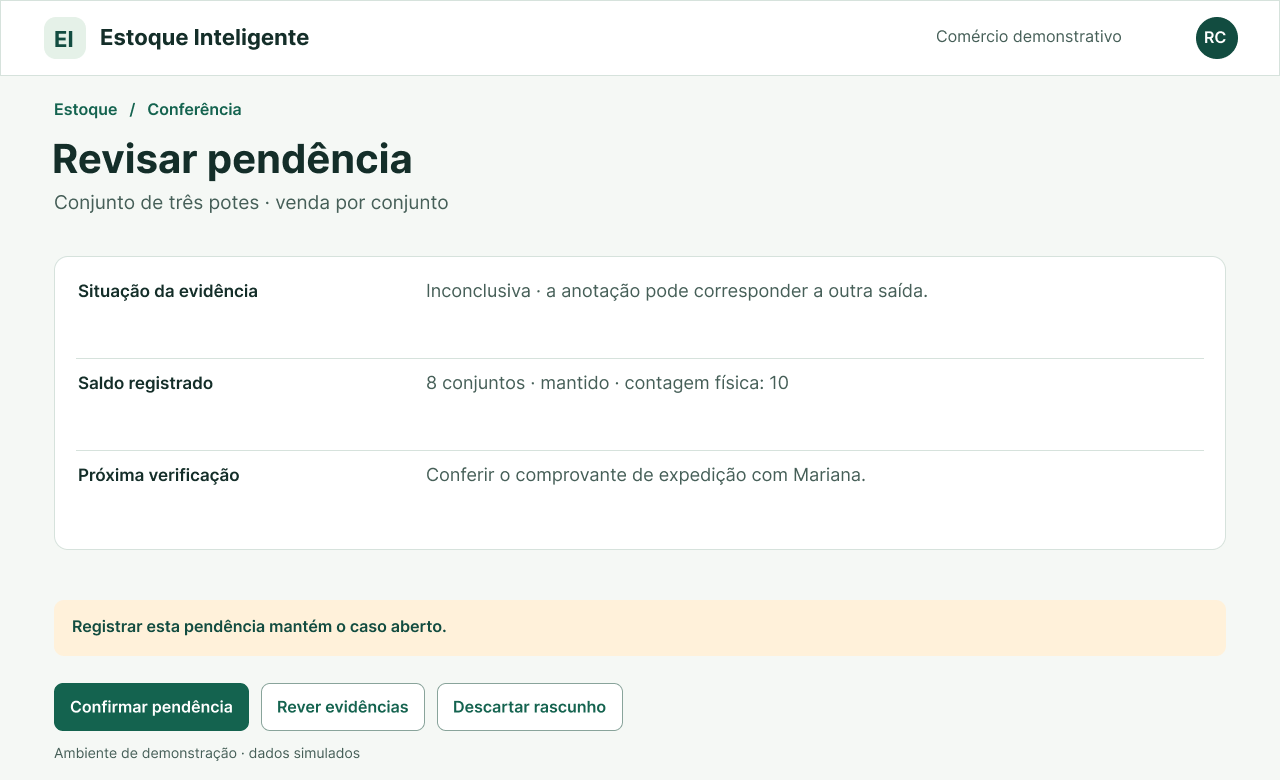 EI Estoque Inteligente
Comércio demonstrativo
RC
Estoque / Conferência
Revisar pendência
Conjunto de três potes · venda por conjunto
Situação da evidência
Inconclusiva · a anotação pode corresponder a outra saída.
Saldo registrado
8 conjuntos · mantido · contagem física: 10
Próxima verificação
Conferir o comprovante de expedição com Mariana.
Registrar esta pendência mantém o caso aberto.
Confirmar pendência
Rever evidências
Descartar rascunho
Ambiente de demonstração · dados simulados